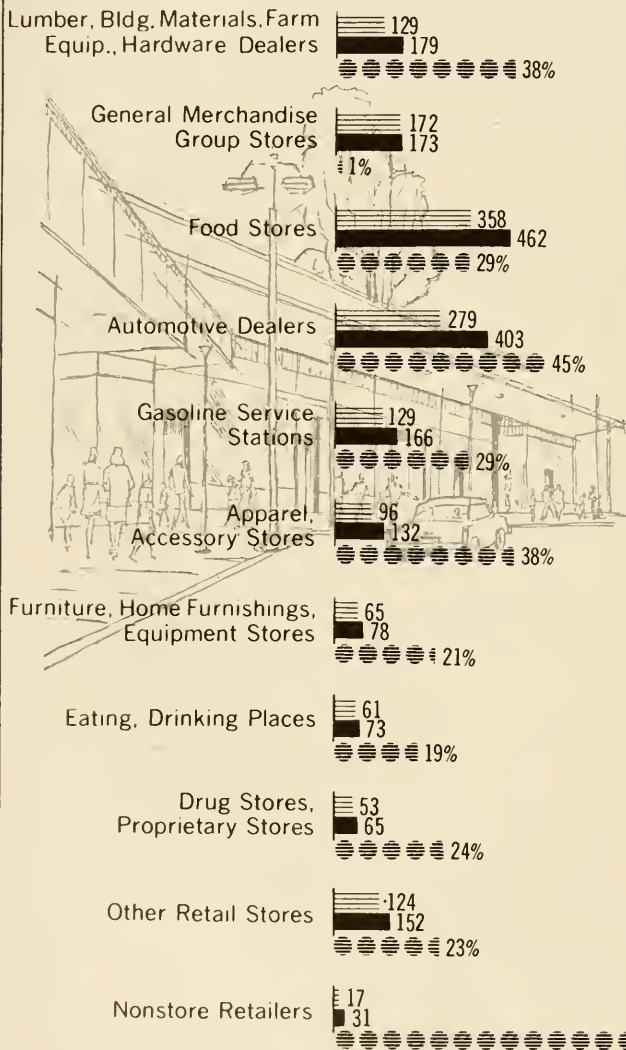 Lumber, Bldg. Materials, Farm
Equip., Hardware Dealers
129
179
38%
General Merchandise
Group Stores
172
173
1%
Food Stores
358
462
29%
Automotive Dealers
279
403
45%
Gasoline Service
Stations
129
166
29%
Apparel,
Accessory Stores
96
132
38%
Furniture, Home Furnishings,
Equipment Stores
65
78
21%
Eating, Drinking Places
61
73
19%
Drug Stores,
Proprietary Stores
53
65
24%
Other Retail Stores
124
152
23%
Nonstore Retailers
17
31